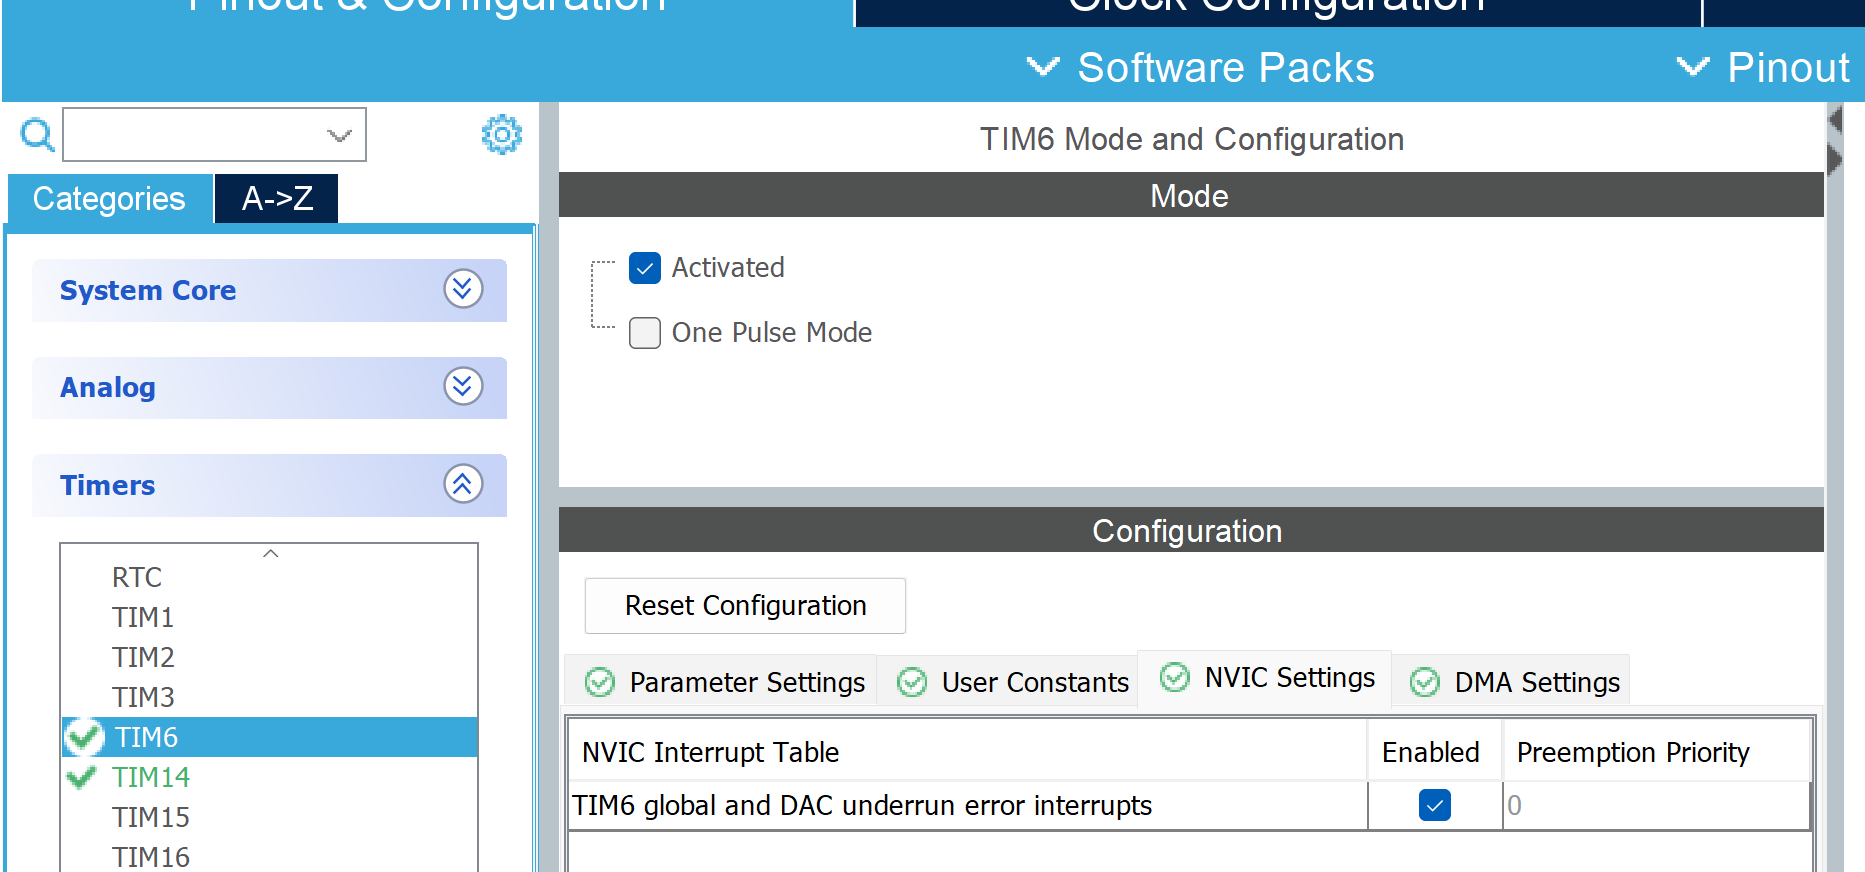 Pinout & Configuration
Clock Configuration
Software Packs
Pinout
Categories
A->Z
System Core
Analog
Timers
RTC
TIM1
TIM2
TIM3
TIM6
TIM14
TIM15
TIM16
TIM6 Mode and Configuration
Mode
Activated
One Pulse Mode
Configuration
Reset Configuration
Parameter Settings
User Constants
NVIC Settings
DMA Settings
NVIC Interrupt Table
Enabled
Preemption Priority
TIM6 global and DAC underrun error interrupts
0